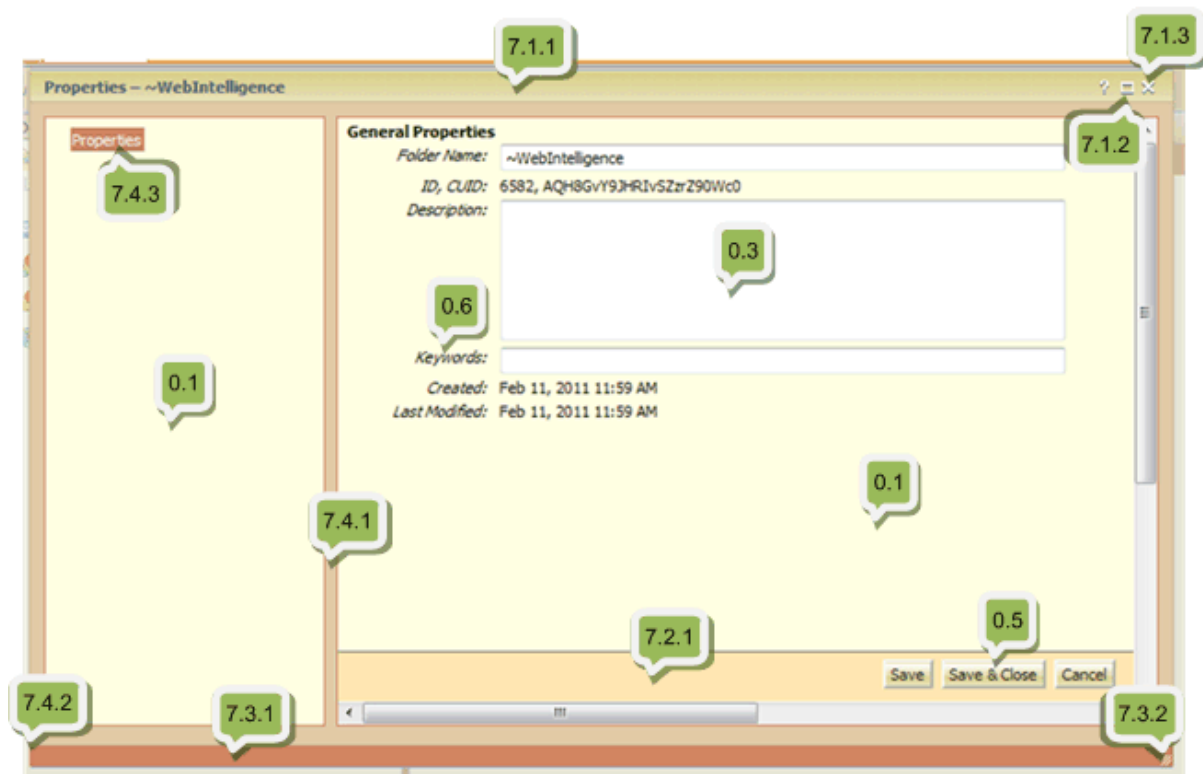 7.1.1
7.1.3
Properties – ~WebIntelligence
?
7.1.2
Properties
7.4.3
General Properties
Folder Name: ~WebIntelligence
ID, CUID: 6582, AQH8GvY9JHRIvSZzrZ90Wc0
Description:
0.3
0.6
Keywords:
0.1
Created: Feb 11, 2011 11:59 AM
Last Modified: Feb 11, 2011 11:59 AM
0.1
7.4.1
0.5
7.2.1
Save Save & Close Cancel
7.4.2
7.3.1
7.3.2